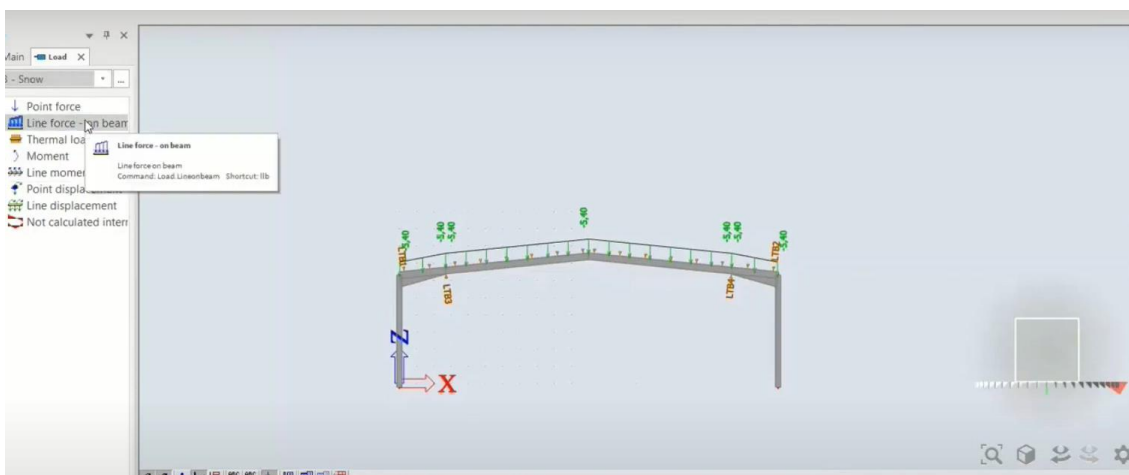 Main
Load
- Snow
...
Point force
Line force - on beam
Thermal loa
Line force - on beam
Moment
Line force on beam
Line momen
Command: Load.Lineonbeam Shortcut: llb
Point displacement
Line displacement
Not calculated intern
-5,40
-5,40
-5,40
-5,40
-5,40
-5,40
-5,40
LTB1
LTB2
LTB3
LTB4
Z
X